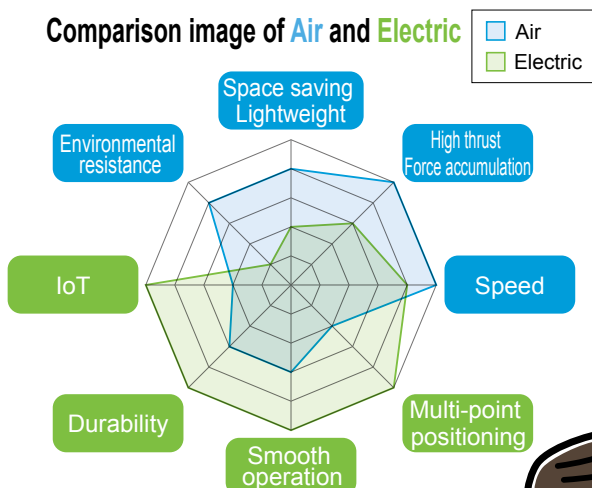 Comparison image of Air and Electric
Air
Electric
Space saving
Lightweight
Environmental
resistance
High thrust
Force accumulation
IoT
Speed
Durability
Multi-point
positioning
Smooth
operation